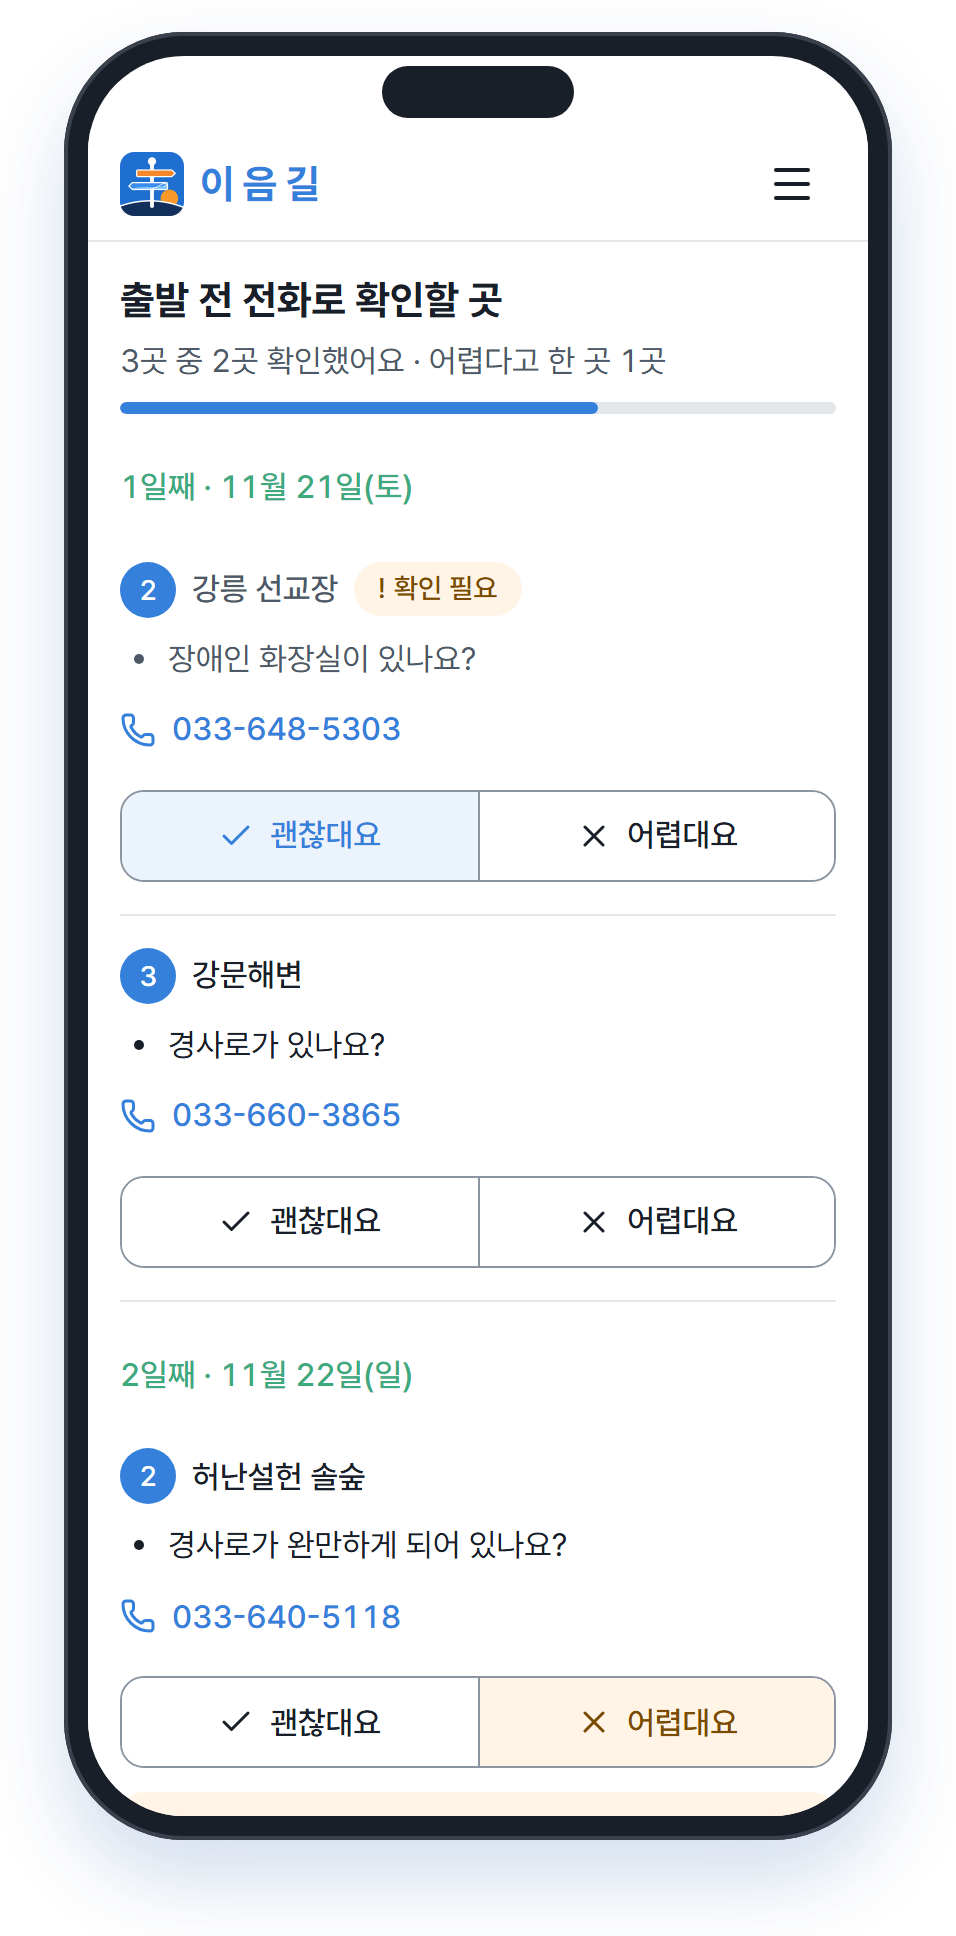 이음길
출발 전 전화로 확인할 곳
3곳 중 2곳 확인했어요 · 어렵다고 한 곳 1곳
1일째 · 11월 21일(토)
2 강릉 선교장 ! 확인 필요
• 장애인 화장실이 있나요?
033-648-5303
괜찮대요 어렵대요
3 강문해변
• 경사로가 있나요?
033-660-3865
괜찮대요 어렵대요
2일째 · 11월 22일(일)
2 허난설헌 솔숲
• 경사로가 완만하게 되어 있나요?
033-640-5118
괜찮대요 어렵대요